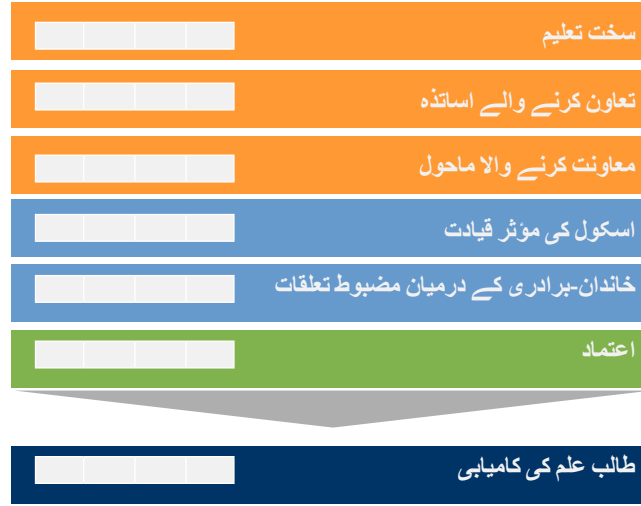 سخت تعلیم
تعاون کرنے والے اساتذہ
معاونت کرنے والا ماحول
اسکول کی مؤثر قیادت
خاندان-برادری کے درمیان مضبوط تعلقات
اعتماد
طالب علم کی کامیابی